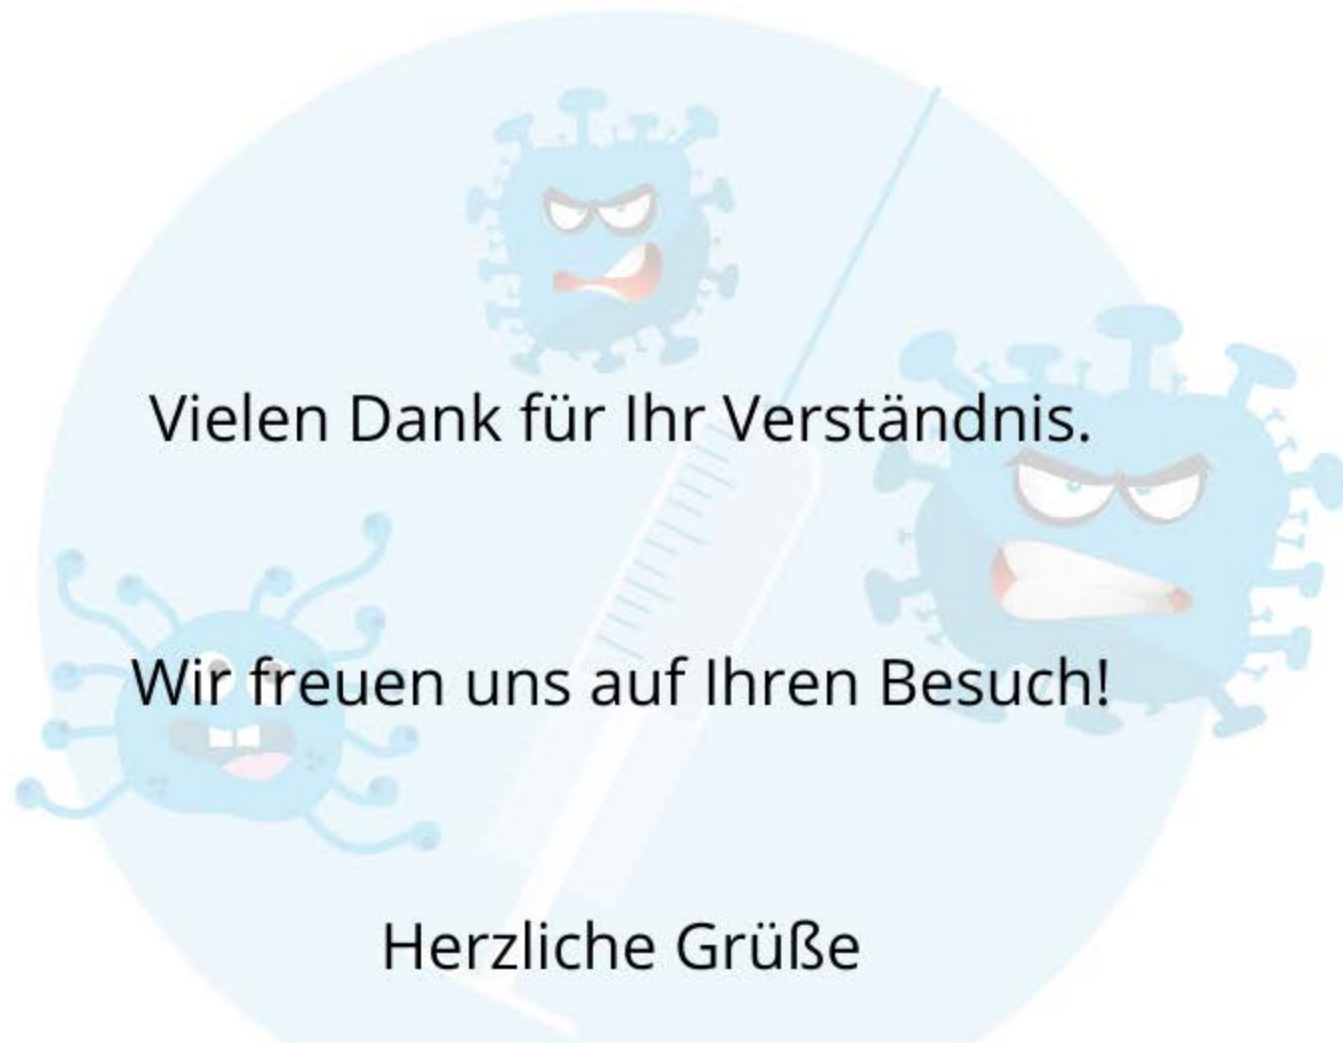 Vielen Dank für Ihr Verständnis.
Wir freuen uns auf Ihren Besuch!
Herzliche Grüße